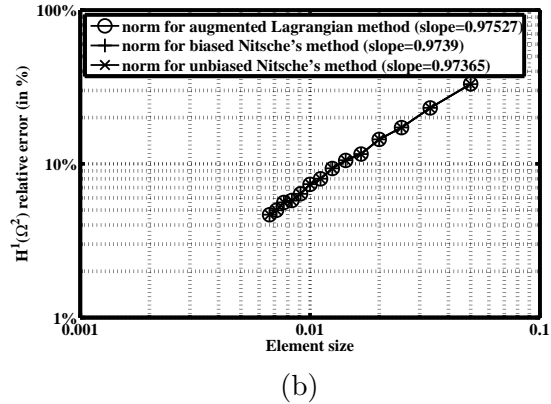 100%
norm for augmented Lagrangian method (slope=0.97527)
norm for biased Nitsche's method (slope=0.9739)
norm for unbiased Nitsche's method (slope=0.97365)
H¹(Ω²) relative error (in %)
10%
1%
0.001 0.01 0.1
Element size
(b)